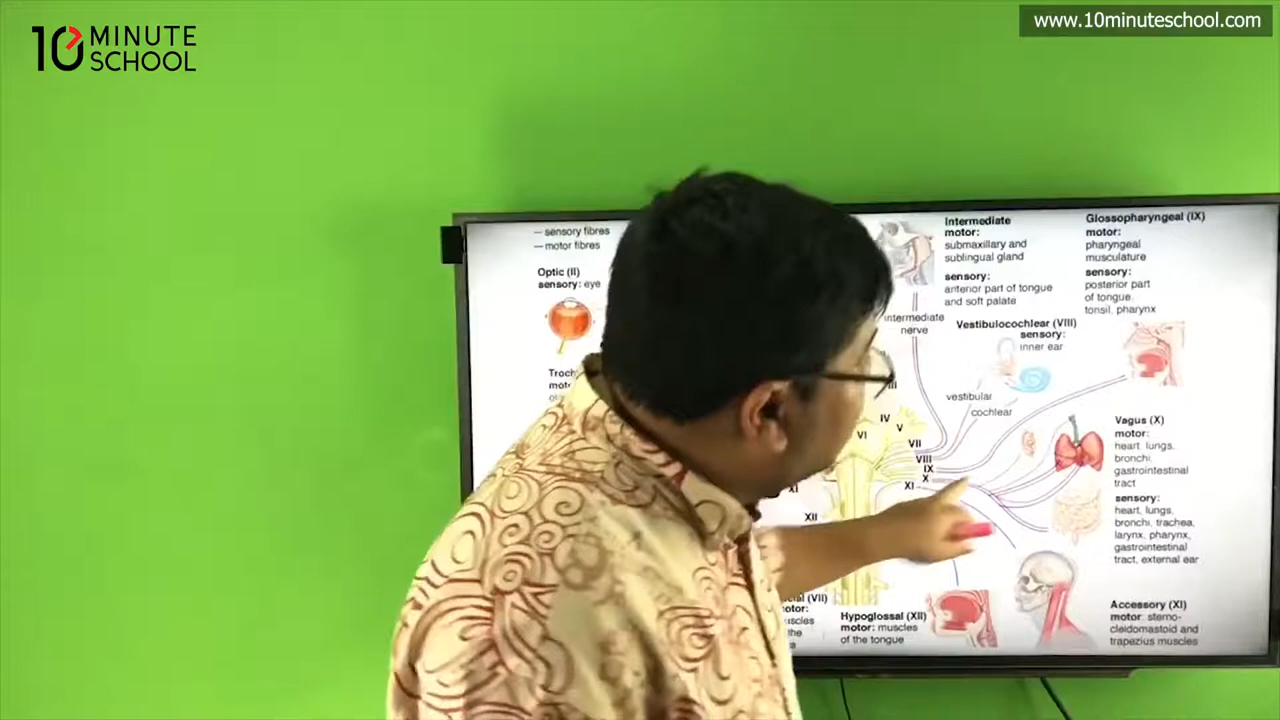 10 MINUTE
SCHOOL
www.10minuteschool.com
sensory fibres
motor fibres
Optic (II)
sensory: eye
Intermediate
motor:
submaxillary and
sublingual gland
sensory:
anterior part of tongue
and soft palate
Glossopharyngeal (IX)
motor:
pharyngeal
musculature
sensory:
posterior part
of tongue,
tonsil, pharynx
intermediate
nerve
Vestibulocochlear (VIII)
sensory:
inner ear
vestibular
cochlear
IV
V
VI
VII
VIII
IX
X
XI
XI
XII
Vagus (X)
motor:
heart, lungs,
bronchi,
gastrointestinal
tract
sensory:
heart, lungs,
bronchi, trachea,
larynx, pharynx,
gastrointestinal
tract, external ear
(VII)
Hypoglossal (XII)
motor: muscles
of the tongue
Accessory (XI)
motor: sterno-
cleidomastoid and
trapezius muscles